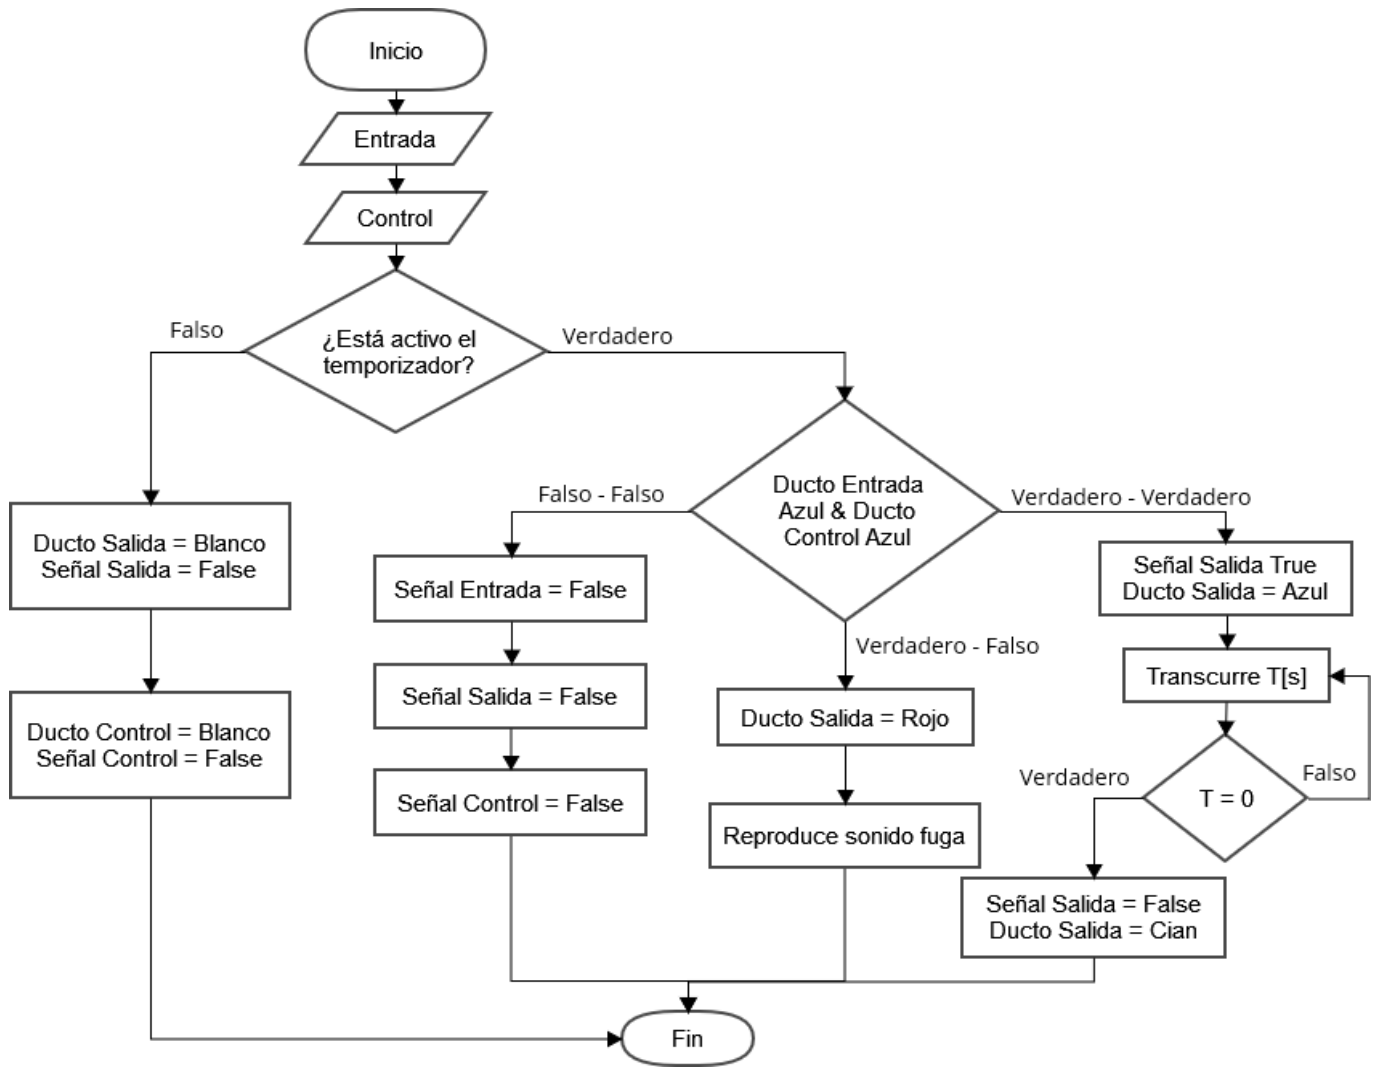 Inicio
Entrada
Control
¿Está activo el
temporizador?
Falso
Verdadero
Ducto Salida = Blanco
Señal Salida = False
Ducto Control = Blanco
Señal Control = False
Ducto Entrada
Azul & Ducto
Control Azul
Falso - Falso
Verdadero - Verdadero
Verdadero - Falso
Señal Entrada = False
Señal Salida = False
Señal Control = False
Ducto Salida = Rojo
Reproduce sonido fuga
Señal Salida True
Ducto Salida = Azul
Transcurre T[s]
T = 0
Verdadero
Falso
Señal Salida = False
Ducto Salida = Cian
Fin